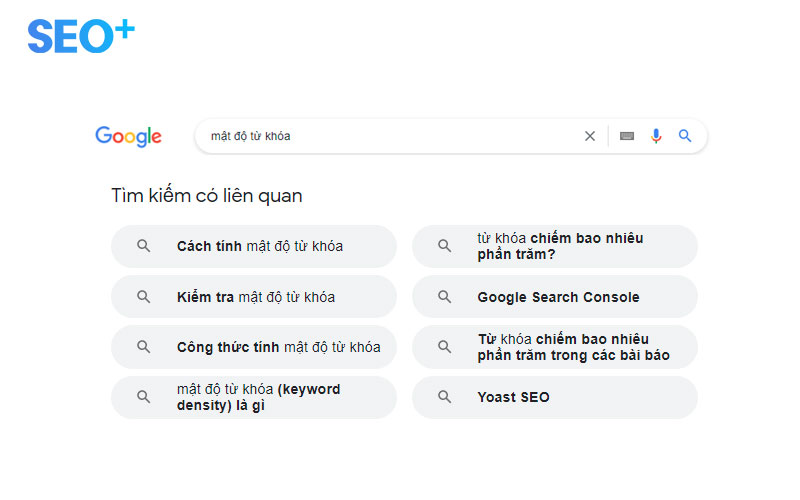 SEO+
Google
mật độ từ khóa
Tìm kiếm có liên quan
Cách tính mật độ từ khóa
từ khóa chiếm bao nhiêu
phần trăm?
Kiểm tra mật độ từ khóa
Google Search Console
Công thức tính mật độ từ khóa
Từ khóa chiếm bao nhiêu
phần trăm trong các bài báo
mật độ từ khóa (keyword
density) là gì
Yoast SEO